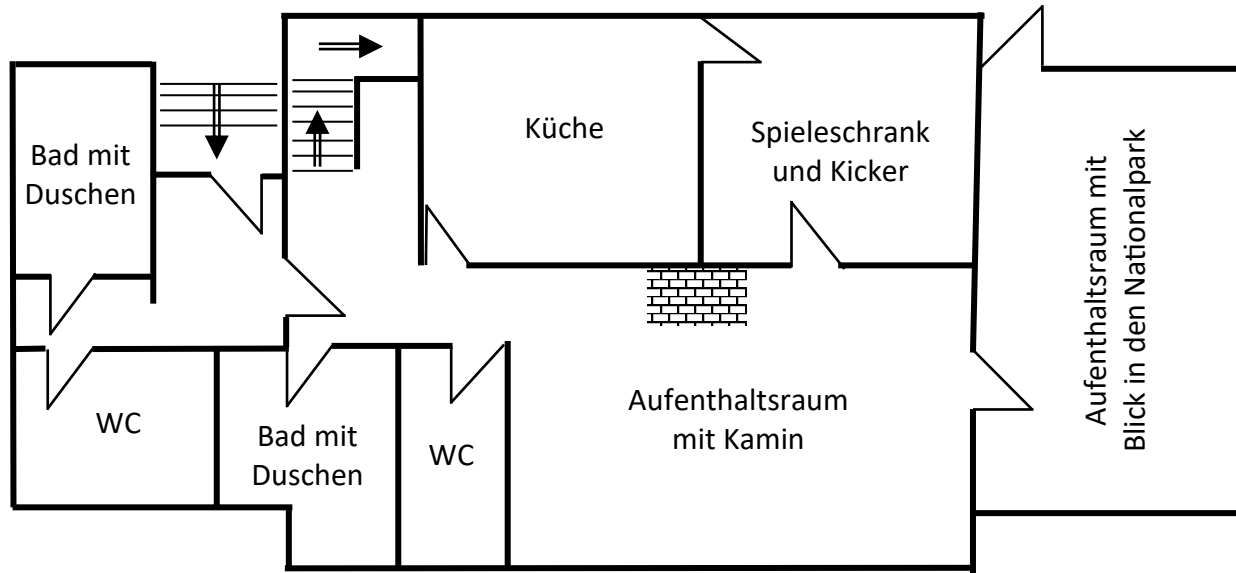 Küche
Spieleschrank
und Kicker
Bad mit
Duschen
Aufenthaltsraum mit
Blick in den Nationalpark
WC
Bad mit
Duschen
WC
Aufenthaltsraum
mit Kamin